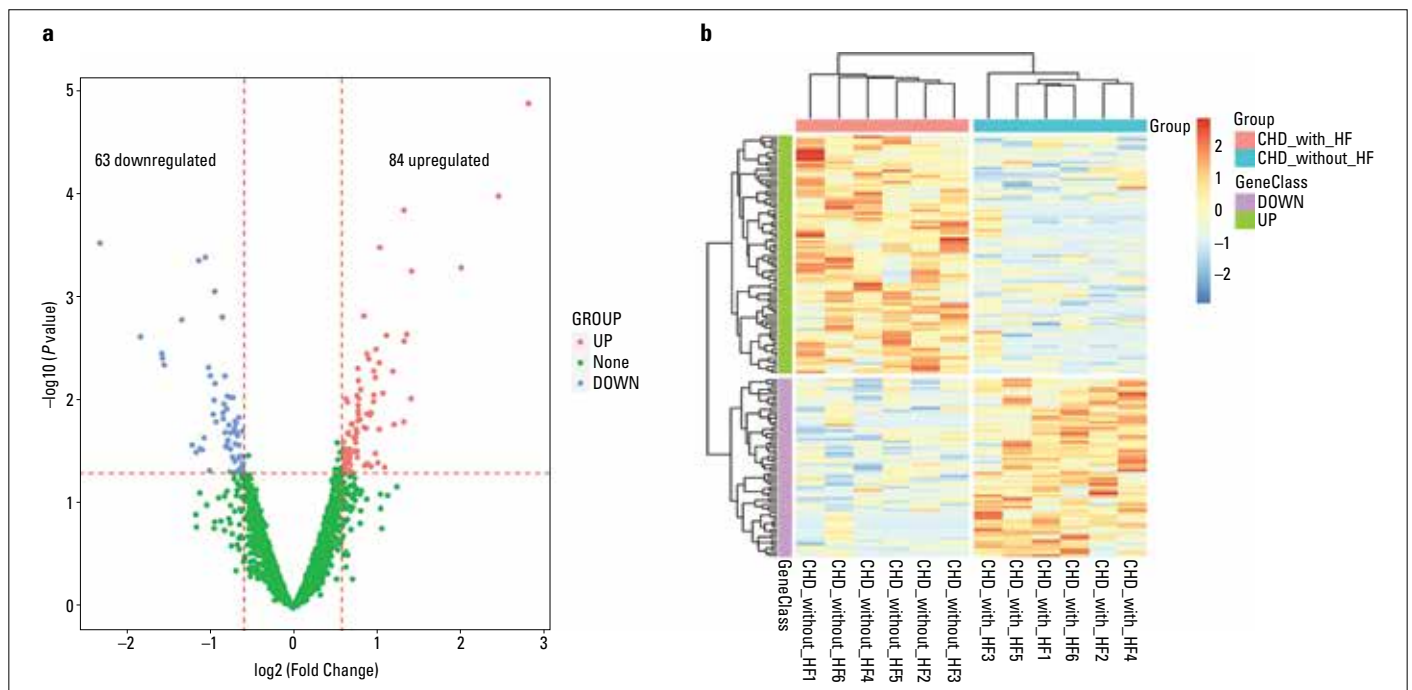 a
5
4
3
2
1
0
–log10 (P value)
63 downregulated
84 upregulated
–2
–1
0
1
2
3
log2 (Fold Change)
GROUP
UP
None
DOWN
b
Group
2
1
0
–1
–2
Group
CHD_with_HF
CHD_without_HF
GeneClass
DOWN
UP
GeneClass
CHD_without_HF1
CHD_without_HF6
CHD_without_HF4
CHD_without_HF5
CHD_without_HF2
CHD_without_HF3
CHD_with_HF3
CHD_with_HF5
CHD_with_HF1
CHD_with_HF6
CHD_with_HF2
CHD_with_HF4